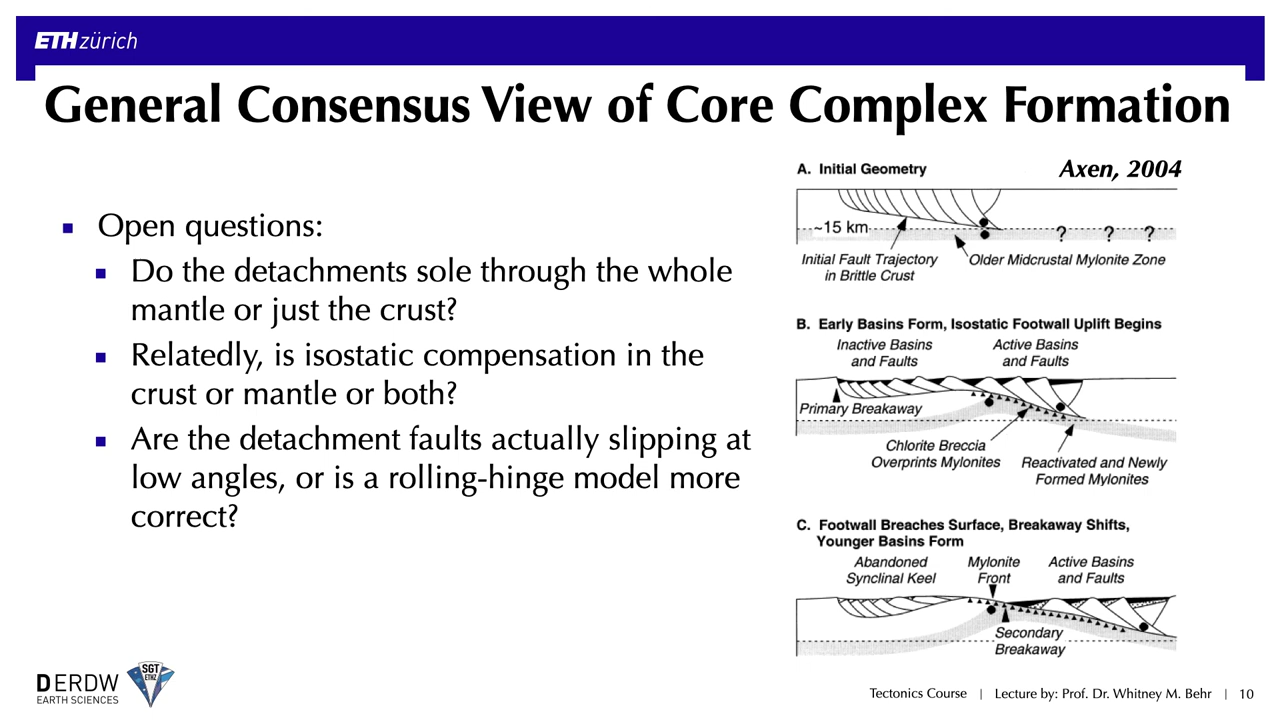 ETH zürich
General Consensus View of Core Complex Formation
Open questions:
Do the detachments sole through the whole
mantle or just the crust?
Relatedly, is isostatic compensation in the
crust or mantle or both?
Are the detachment faults actually slipping at
low angles, or is a rolling-hinge model more
correct?
A. Initial Geometry
Axen, 2004
~15 km
? ? ?
Initial Fault Trajectory
in Brittle Crust
Older Midcrustal Mylonite Zone
B. Early Basins Form, Isostatic Footwall Uplift Begins
Inactive Basins
and Faults
Active Basins
and Faults
Primary Breakaway
Chlorite Breccia
Overprints Mylonites
Reactivated and Newly
Formed Mylonites
C. Footwall Breaches Surface, Breakaway Shifts,
Younger Basins Form
Abandoned
Synclinal Keel
Mylonite
Front
Active Basins
and Faults
Secondary
Breakaway
DERDW
EARTH SCIENCES
SGT
ETHZ
Tectonics Course | Lecture by: Prof. Dr. Whitney M. Behr | 10